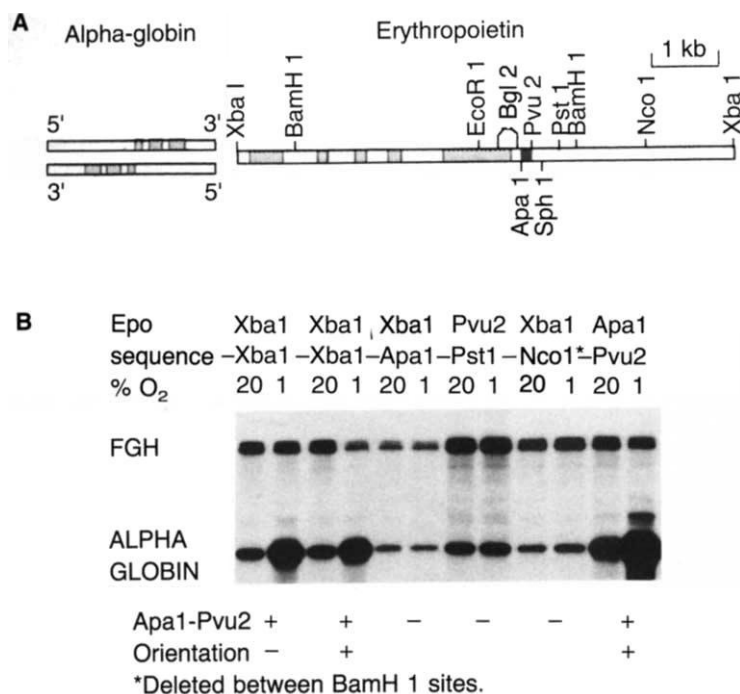 A
Alpha-globin
Erythropoietin
1 kb
5' 3'
3' 5'
Xba I
BamH 1
EcoR 1
Bgl 2
Pvu 2
Pst 1
BamH 1
Nco 1
Xba 1
Apa 1
Sph 1
B
Epo Xba1 Xba1 Xba1 Pvu2 Xba1 Apa1
sequence –Xba1 –Xba1 –Apa1 –Pst1 –Nco1* –Pvu2
% O2 20 1 20 1 20 1 20 1 20 1 20 1
FGH
ALPHA
GLOBIN
Apa1-Pvu2 + + – – – +
Orientation – + +
*Deleted between BamH 1 sites.